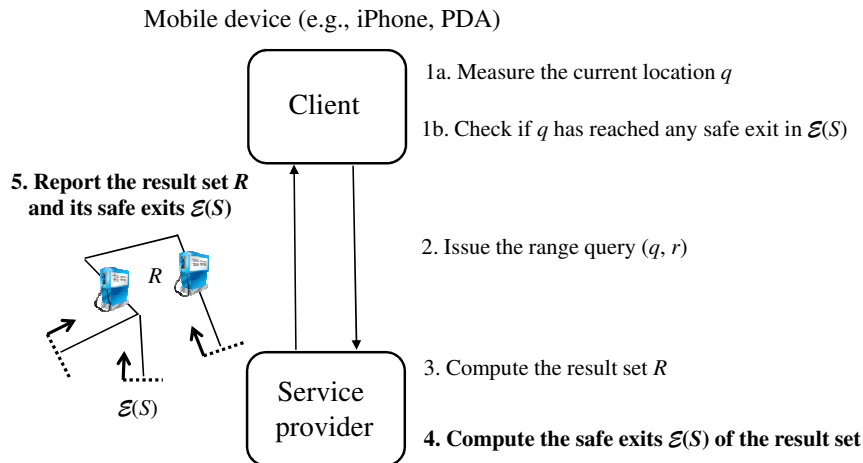 Mobile device (e.g., iPhone, PDA)
Client
1a. Measure the current location q
1b. Check if q has reached any safe exit in ℰ(S)
5. Report the result set R
and its safe exits ℰ(S)
R
2. Issue the range query (q, r)
ℰ(S)
Service
provider
3. Compute the result set R
4. Compute the safe exits ℰ(S) of the result set